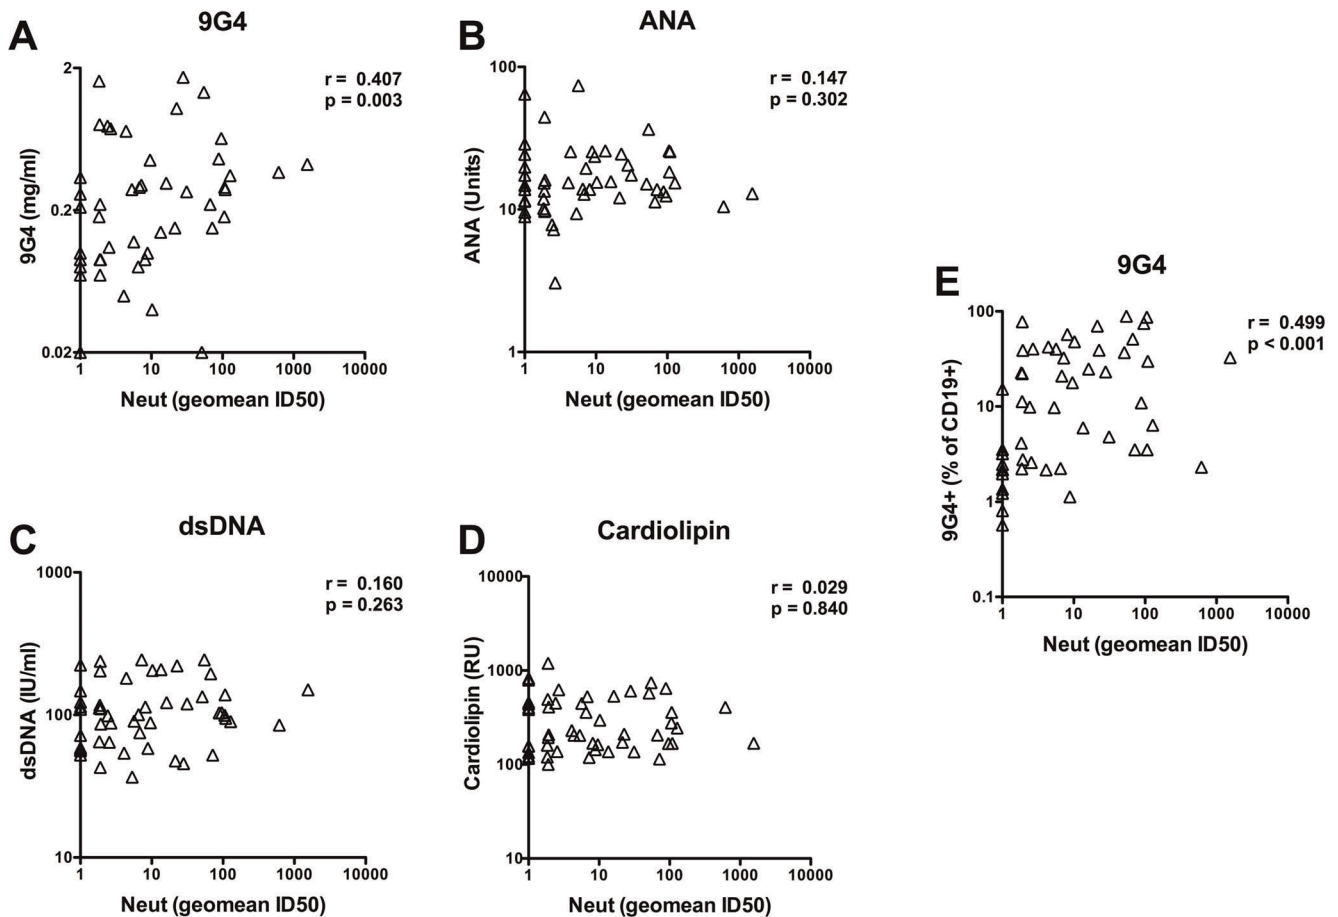 A
9G4
r = 0.407
p = 0.003
2
0.2
0.02
9G4 (mg/ml)
1 10 100 1000 10000
Neut (geomean ID50)
B
ANA
r = 0.147
p = 0.302
100
10
1
ANA (Units)
1 10 100 1000 10000
Neut (geomean ID50)
C
dsDNA
r = 0.160
p = 0.263
1000
100
10
dsDNA (IU/ml)
1 10 100 1000 10000
Neut (geomean ID50)
D
Cardiolipin
r = 0.029
p = 0.840
10000
1000
100
10
Cardiolipin (RU)
1 10 100 1000 10000
Neut (geomean ID50)
E
9G4
r = 0.499
p < 0.001
100
10
1
0.1
9G4+ (% of CD19+)
1 10 100 1000 10000
Neut (geomean ID50)